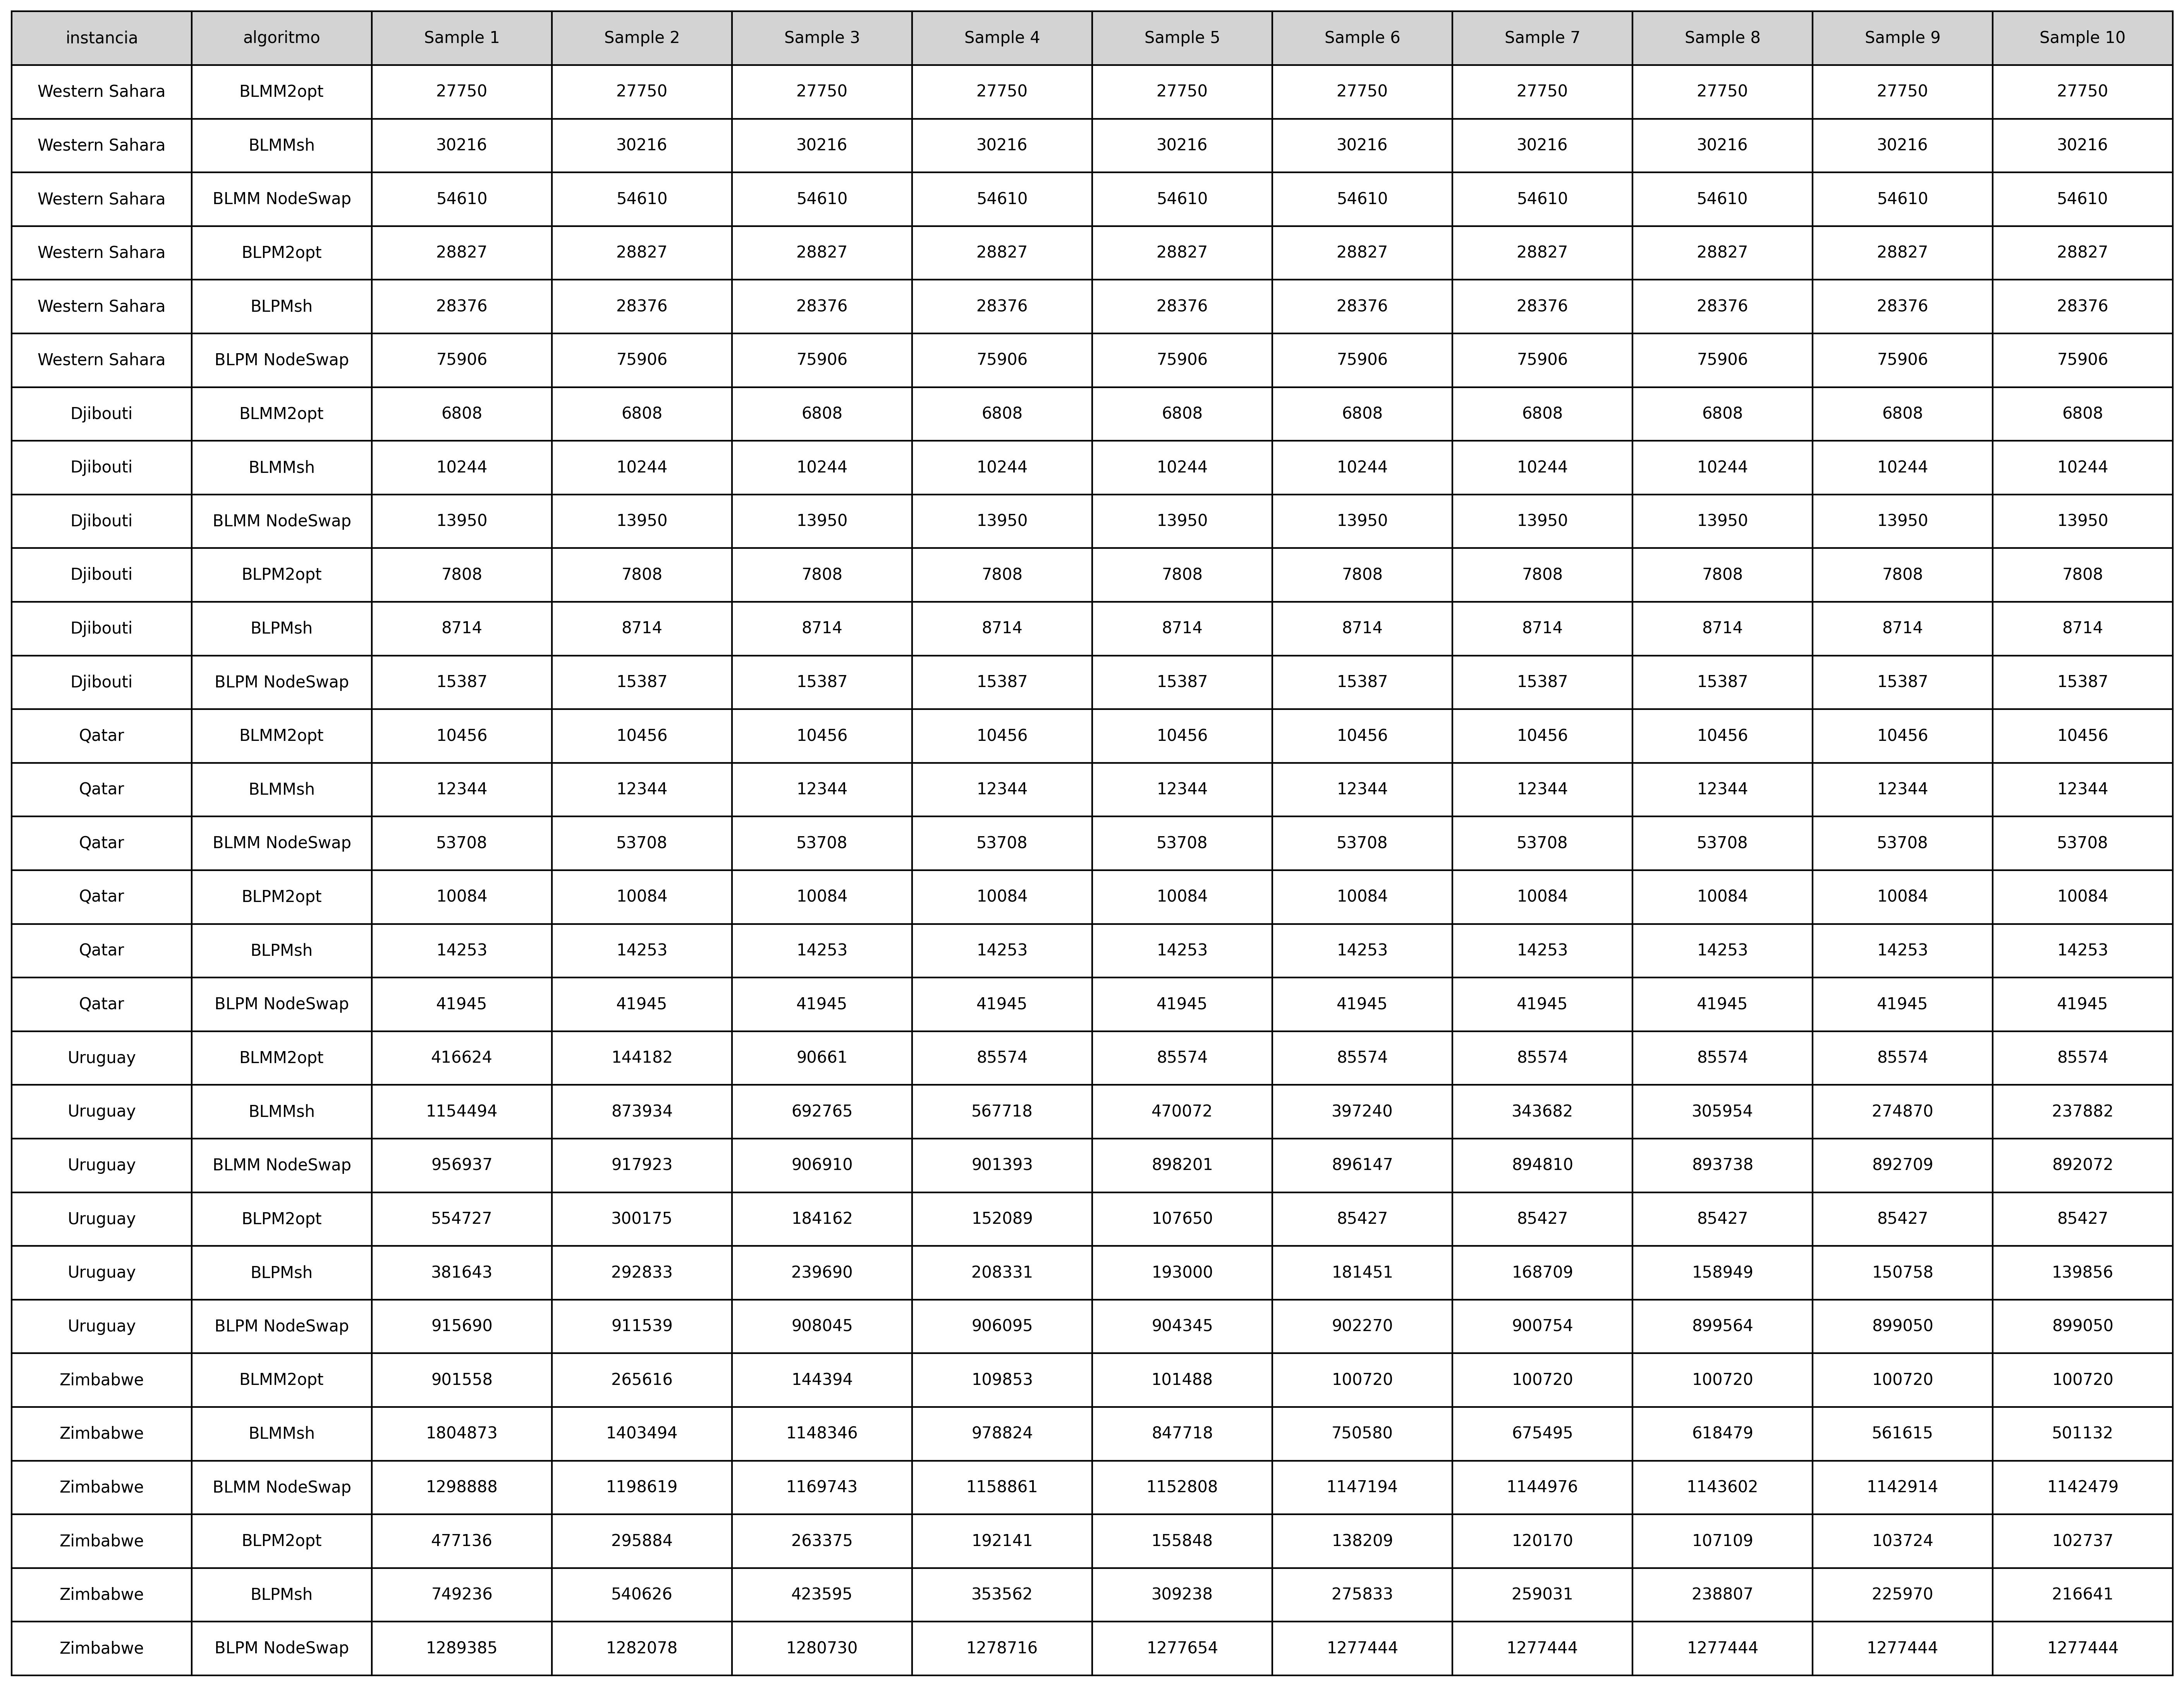 instancia algoritmo Sample 1 Sample 2 Sample 3 Sample 4 Sample 5 Sample 6 Sample 7 Sample 8 Sample 9 Sample 10
Western Sahara BLMM2opt 27750 27750 27750 27750 27750 27750 27750 27750 27750 27750
Western Sahara BLMMsh 30216 30216 30216 30216 30216 30216 30216 30216 30216 30216
Western Sahara BLMM NodeSwap 54610 54610 54610 54610 54610 54610 54610 54610 54610 54610
Western Sahara BLPM2opt 28827 28827 28827 28827 28827 28827 28827 28827 28827 28827
Western Sahara BLPMsh 28376 28376 28376 28376 28376 28376 28376 28376 28376 28376
Western Sahara BLPM NodeSwap 75906 75906 75906 75906 75906 75906 75906 75906 75906 75906
Djibouti BLMM2opt 6808 6808 6808 6808 6808 6808 6808 6808 6808 6808
Djibouti BLMMsh 10244 10244 10244 10244 10244 10244 10244 10244 10244 10244
Djibouti BLMM NodeSwap 13950 13950 13950 13950 13950 13950 13950 13950 13950 13950
Djibouti BLPM2opt 7808 7808 7808 7808 7808 7808 7808 7808 7808 7808
Djibouti BLPMsh 8714 8714 8714 8714 8714 8714 8714 8714 8714 8714
Djibouti BLPM NodeSwap 15387 15387 15387 15387 15387 15387 15387 15387 15387 15387
Qatar BLMM2opt 10456 10456 10456 10456 10456 10456 10456 10456 10456 10456
Qatar BLMMsh 12344 12344 12344 12344 12344 12344 12344 12344 12344 12344
Qatar BLMM NodeSwap 53708 53708 53708 53708 53708 53708 53708 53708 53708 53708
Qatar BLPM2opt 10084 10084 10084 10084 10084 10084 10084 10084 10084 10084
Qatar BLPMsh 14253 14253 14253 14253 14253 14253 14253 14253 14253 14253
Qatar BLPM NodeSwap 41945 41945 41945 41945 41945 41945 41945 41945 41945 41945
Uruguay BLMM2opt 416624 144182 90661 85574 85574 85574 85574 85574 85574 85574
Uruguay BLMMsh 1154494 873934 692765 567718 470072 397240 343682 305954 274870 237882
Uruguay BLMM NodeSwap 956937 917923 906910 901393 898201 896147 894810 893738 892709 892072
Uruguay BLPM2opt 554727 300175 184162 152089 107650 85427 85427 85427 85427 85427
Uruguay BLPMsh 381643 292833 239690 208331 193000 181451 168709 158949 150758 139856
Uruguay BLPM NodeSwap 915690 911539 908045 906095 904345 902270 900754 899564 899050 899050
Zimbabwe BLMM2opt 901558 265616 144394 109853 101488 100720 100720 100720 100720 100720
Zimbabwe BLMMsh 1804873 1403494 1148346 978824 847718 750580 675495 618479 561615 501132
Zimbabwe BLMM NodeSwap 1298888 1198619 1169743 1158861 1152808 1147194 1144976 1143602 1142914 1142479
Zimbabwe BLPM2opt 477136 295884 263375 192141 155848 138209 120170 107109 103724 102737
Zimbabwe BLPMsh 749236 540626 423595 353562 309238 275833 259031 238807 225970 216641
Zimbabwe BLPM NodeSwap 1289385 1282078 1280730 1278716 1277654 1277444 1277444 1277444 1277444 1277444